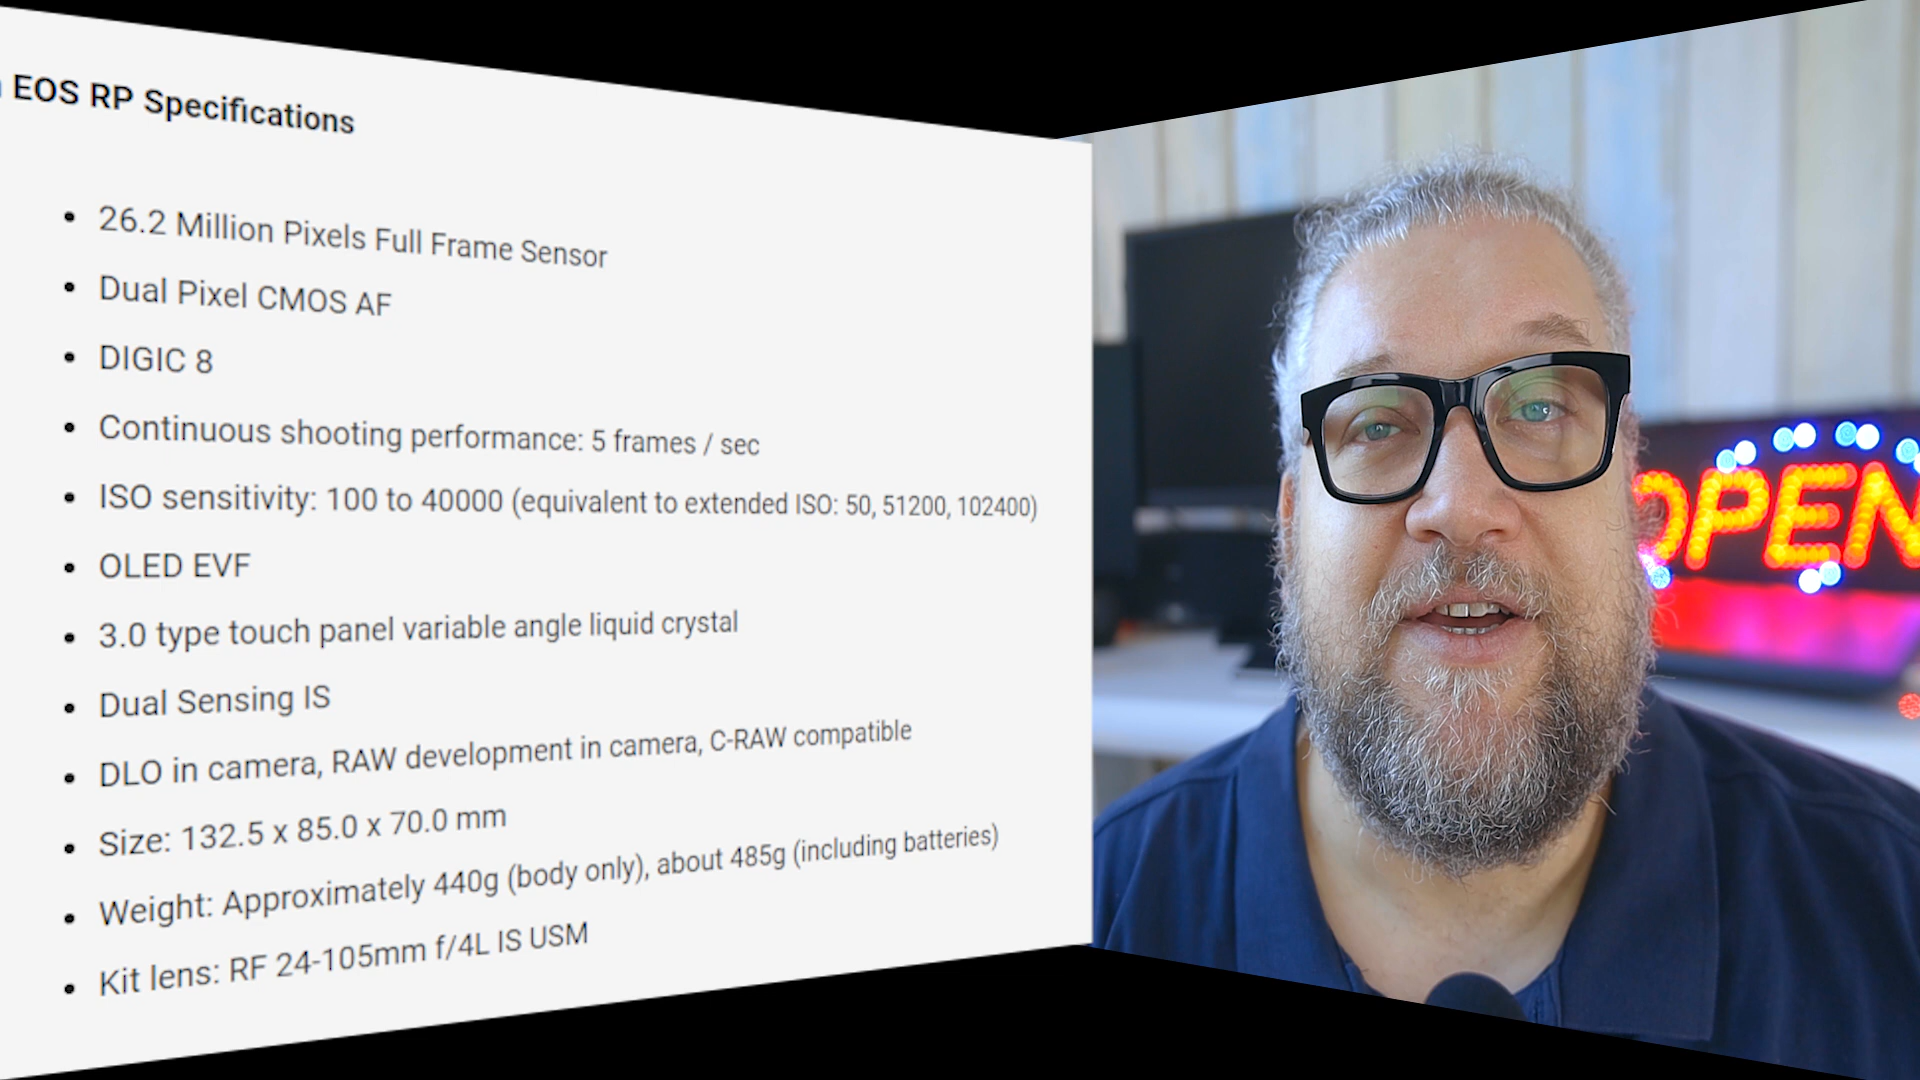 EOS RP Specifications
26.2 Million Pixels Full Frame Sensor
Dual Pixel CMOS AF
DIGIC 8
Continuous shooting performance: 5 frames / sec
ISO sensitivity: 100 to 40000 (equivalent to extended ISO: 50, 51200, 102400)
OLED EVF
3.0 type touch panel variable angle liquid crystal
Dual Sensing IS
DLO in camera, RAW development in camera, C-RAW compatible
Size: 132.5 x 85.0 x 70.0 mm
Weight: Approximately 440g (body only), about 485g (including batteries)
Kit lens: RF 24-105mm f/4L IS USM
OPEN